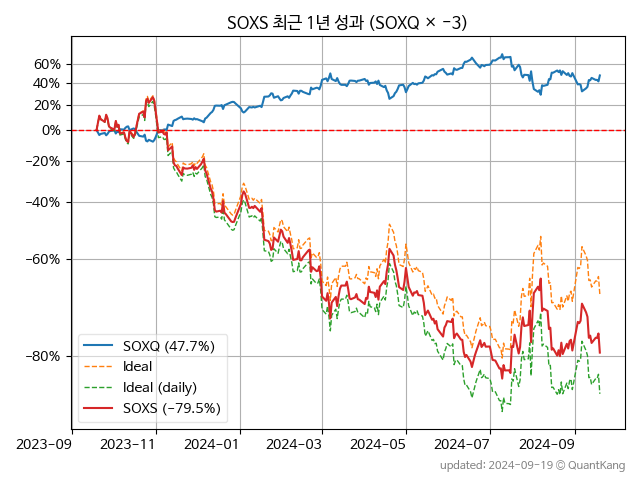 SOXS 최근 1년 성과 (SOXQ × −3)
60%
40%
20%
0%
−20%
−40%
−60%
−80%
SOXQ (47.7%)
Ideal
Ideal (daily)
SOXS (−79.5%)
2023-09
2023-11
2024-01
2024-03
2024-05
2024-07
2024-09
updated: 2024-09-19 © QuantKang